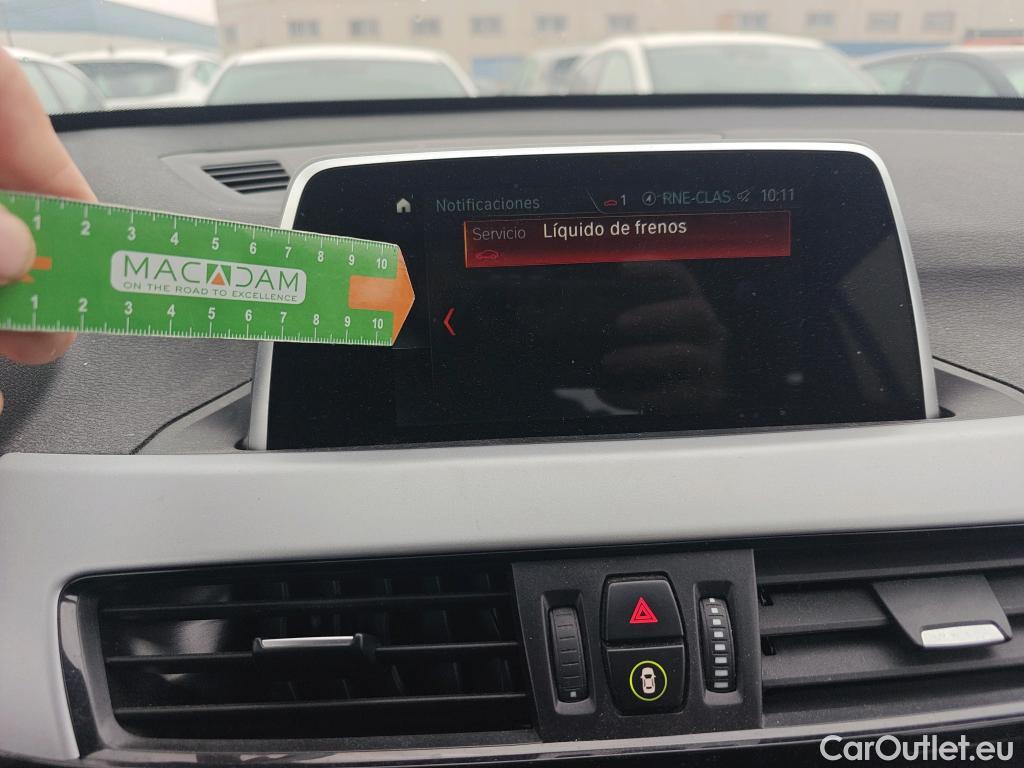 Notificaciones 1 RNE-CLAS 10:11
Servicio Líquido de frenos
1 2 3 4 5 6 7 8 9 10
MACADAM
ON THE ROAD TO EXCELLENCE
1 2 3 4 5 6 7 8 9 10
CarOutlet.eu